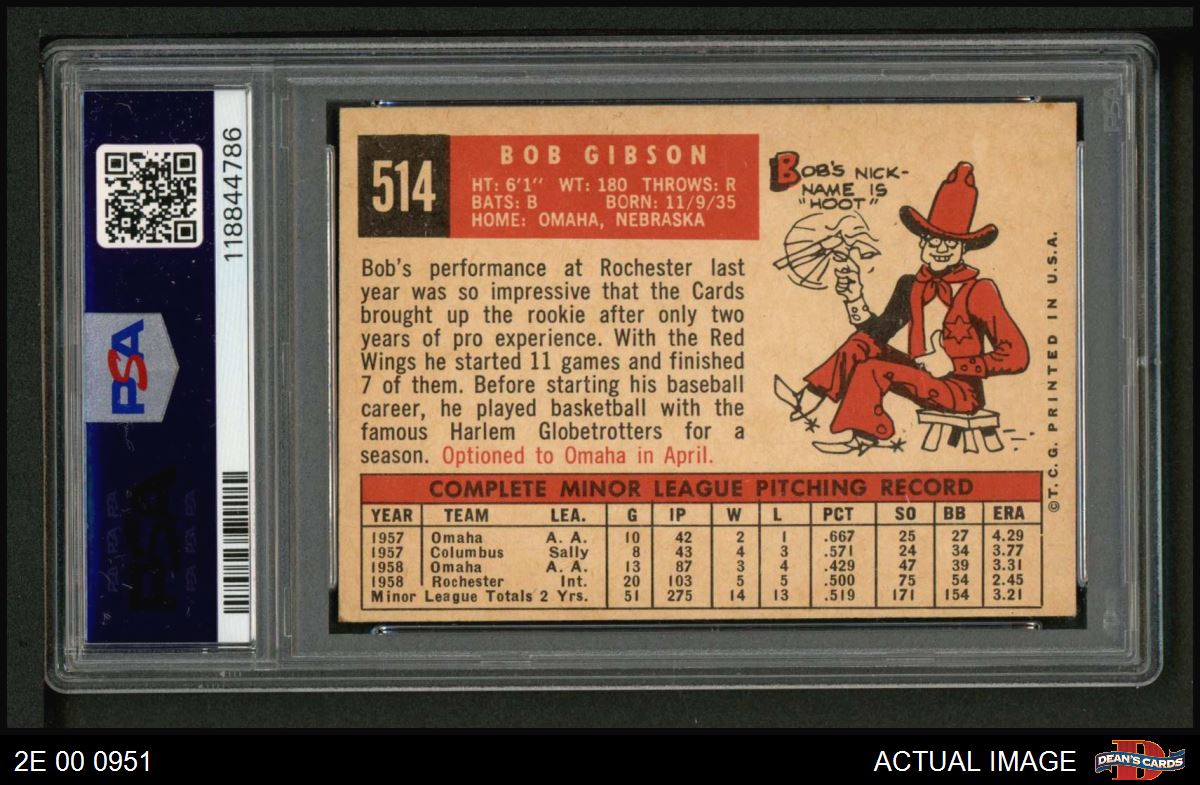 118844786
PSA
514
BOB GIBSON
HT: 6'1" WT: 180 THROWS: R
BATS: B BORN: 11/9/35
HOME: OMAHA, NEBRASKA
BOB'S NICK-
NAME IS
"HOOT"
Bob's performance at Rochester last
year was so impressive that the Cards
brought up the rookie after only two
years of pro experience. With the Red
Wings he started 11 games and finished
7 of them. Before starting his baseball
career, he played basketball with the
famous Harlem Globetrotters for a
season. Optioned to Omaha in April.
©T.C.G. PRINTED IN U.S.A.
COMPLETE MINOR LEAGUE PITCHING RECORD
YEAR TEAM LEA. G IP W L PCT SO BB ERA
1957 Omaha A. A. 10 42 2 1 .667 25 27 4.29
1957 Columbus Sally 8 43 4 3 .571 24 34 3.77
1958 Omaha A. A. 13 87 3 4 .429 47 39 3.31
1958 Rochester Int. 20 103 5 5 .500 75 54 2.45
Minor League Totals 2 Yrs. 51 275 14 13 .519 171 154 3.21
PSA
2E 00 0951
ACTUAL IMAGE
D
DEAN'S CARDS